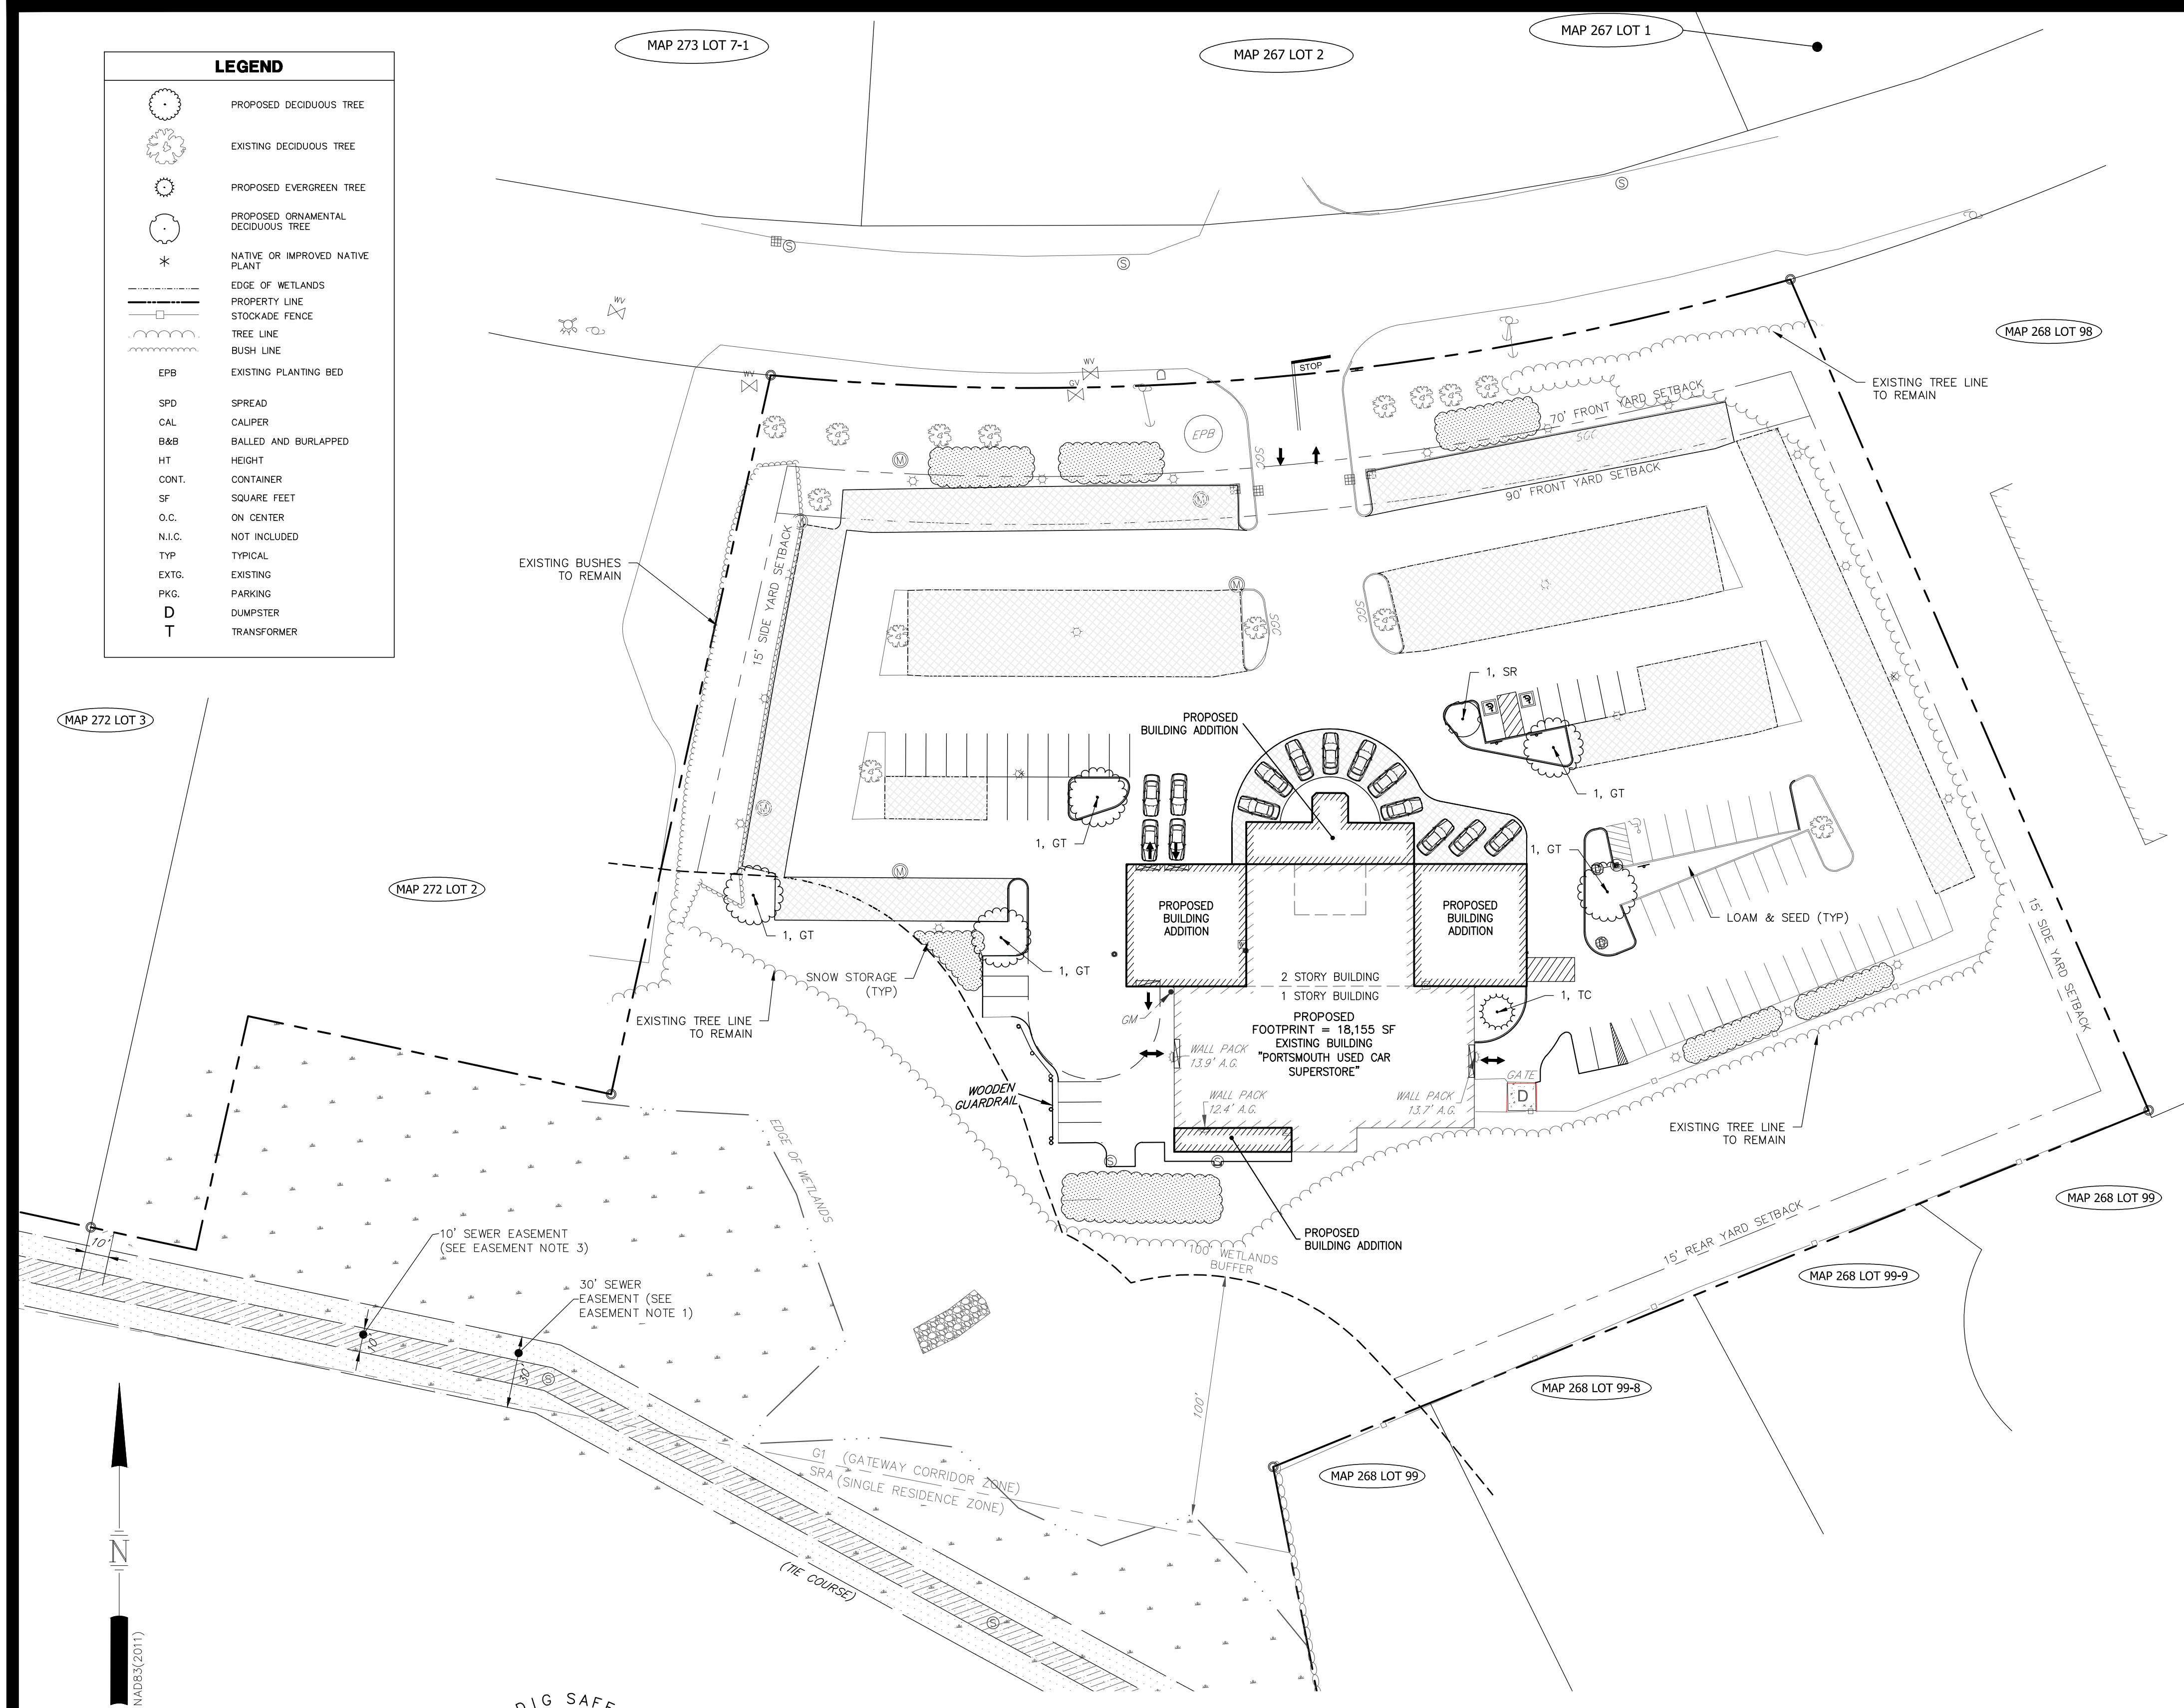 MAP 273 LOT 7-1
MAP 267 LOT 2
MAP 267 LOT 1
LEGEND
PROPOSED DECIDUOUS TREE
EXISTING DECIDUOUS TREE
PROPOSED EVERGREEN TREE
PROPOSED ORNAMENTAL
DECIDUOUS TREE
NATIVE OR IMPROVED NATIVE
PLANT
EDGE OF WETLANDS
PROPERTY LINE
STOCKADE FENCE
TREE LINE
BUSH LINE
EPB EXISTING PLANTING BED
SPD SPREAD
CAL CALIPER
B&B BALLED AND BURLAPPED
HT HEIGHT
CONT. CONTAINER
SF SQUARE FEET
O.C. ON CENTER
N.I.C. NOT INCLUDED
TYP TYPICAL
EXTG. EXISTING
PKG. PARKING
D DUMPSTER
T TRANSFORMER
S
S
S
WV
WV
WV
GV
STOP
EPB
SGC
M
M
MAP 268 LOT 98
EXISTING TREE LINE
TO REMAIN
70' FRONT YARD SETBACK
SGC
90' FRONT YARD SETBACK
EXISTING BUSHES
TO REMAIN
15' SIDE YARD SETBACK
M
SGC
SGC
1, SR
MAP 272 LOT 3
PROPOSED
BUILDING ADDITION
1, GT
M
1, GT
1, GT
M
MAP 272 LOT 2
PROPOSED
BUILDING
ADDITION
PROPOSED
BUILDING
ADDITION
LOAM & SEED (TYP)
15' SIDE YARD SETBACK
1, GT
1, GT
SNOW STORAGE
(TYP)
2 STORY BUILDING
1 STORY BUILDING
1, TC
EXISTING TREE LINE
TO REMAIN
GM
PROPOSED
FOOTPRINT = 18,155 SF
EXISTING BUILDING
"PORTSMOUTH USED CAR
SUPERSTORE"
WALL PACK
13.9' A.G.
WOODEN
GUARDRAIL
WALL PACK
12.4' A.G.
WALL PACK
13.7' A.G.
GATE
D
EXISTING TREE LINE
TO REMAIN
EDGE OF WETLANDS
S
MAP 268 LOT 99
PROPOSED
BUILDING ADDITION
15' REAR YARD SETBACK
100' WETLANDS
BUFFER
10'
10' SEWER EASEMENT
(SEE EASEMENT NOTE 3)
MAP 268 LOT 99-9
30' SEWER
EASEMENT (SEE
EASEMENT NOTE 1)
10'
30'
S
100'
MAP 268 LOT 99-8
G1 (GATEWAY CORRIDOR ZONE)
SRA (SINGLE RESIDENCE ZONE)
MAP 268 LOT 99
N
(TIE COURSE)
S
NAD83(2011)
DIG SAFE